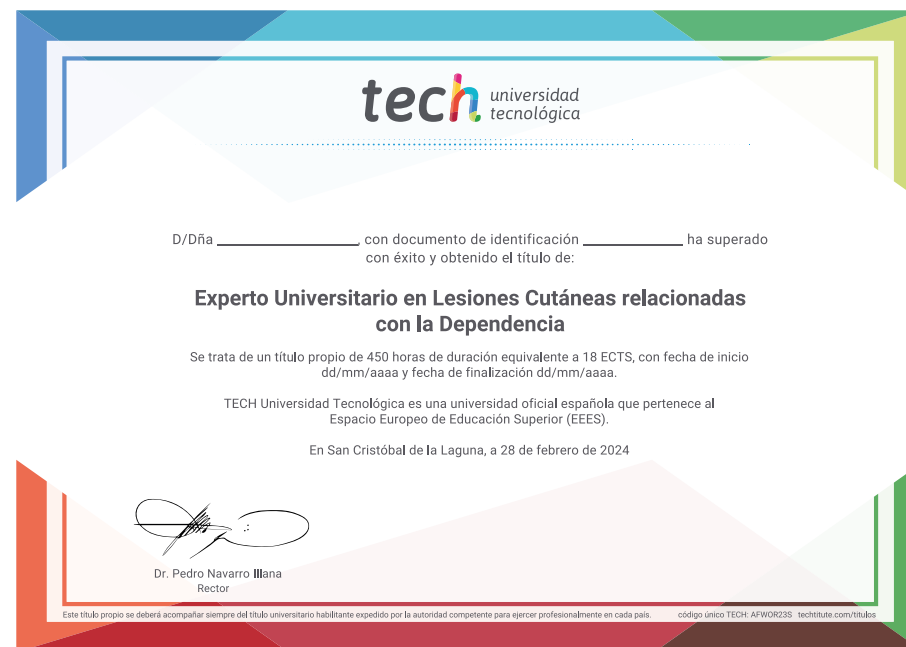 tech universidad
tecnológica
D/Dña ________________, con documento de identificación ____________ ha superado
con éxito y obtenido el título de:
Experto Universitario en Lesiones Cutáneas relacionadas
con la Dependencia
Se trata de un título propio de 450 horas de duración equivalente a 18 ECTS, con fecha de inicio
dd/mm/aaaa y fecha de finalización dd/mm/aaaa.
TECH Universidad Tecnológica es una universidad oficial española que pertenece al
Espacio Europeo de Educación Superior (EEES).
En San Cristóbal de la Laguna, a 28 de febrero de 2024
Dr. Pedro Navarro Illana
Rector
Este título propio se deberá acompañar siempre del título universitario habilitante expedido por la autoridad competente para ejercer profesionalmente en cada país. código único TECH: AFWOR23S techtitute.com/titulos